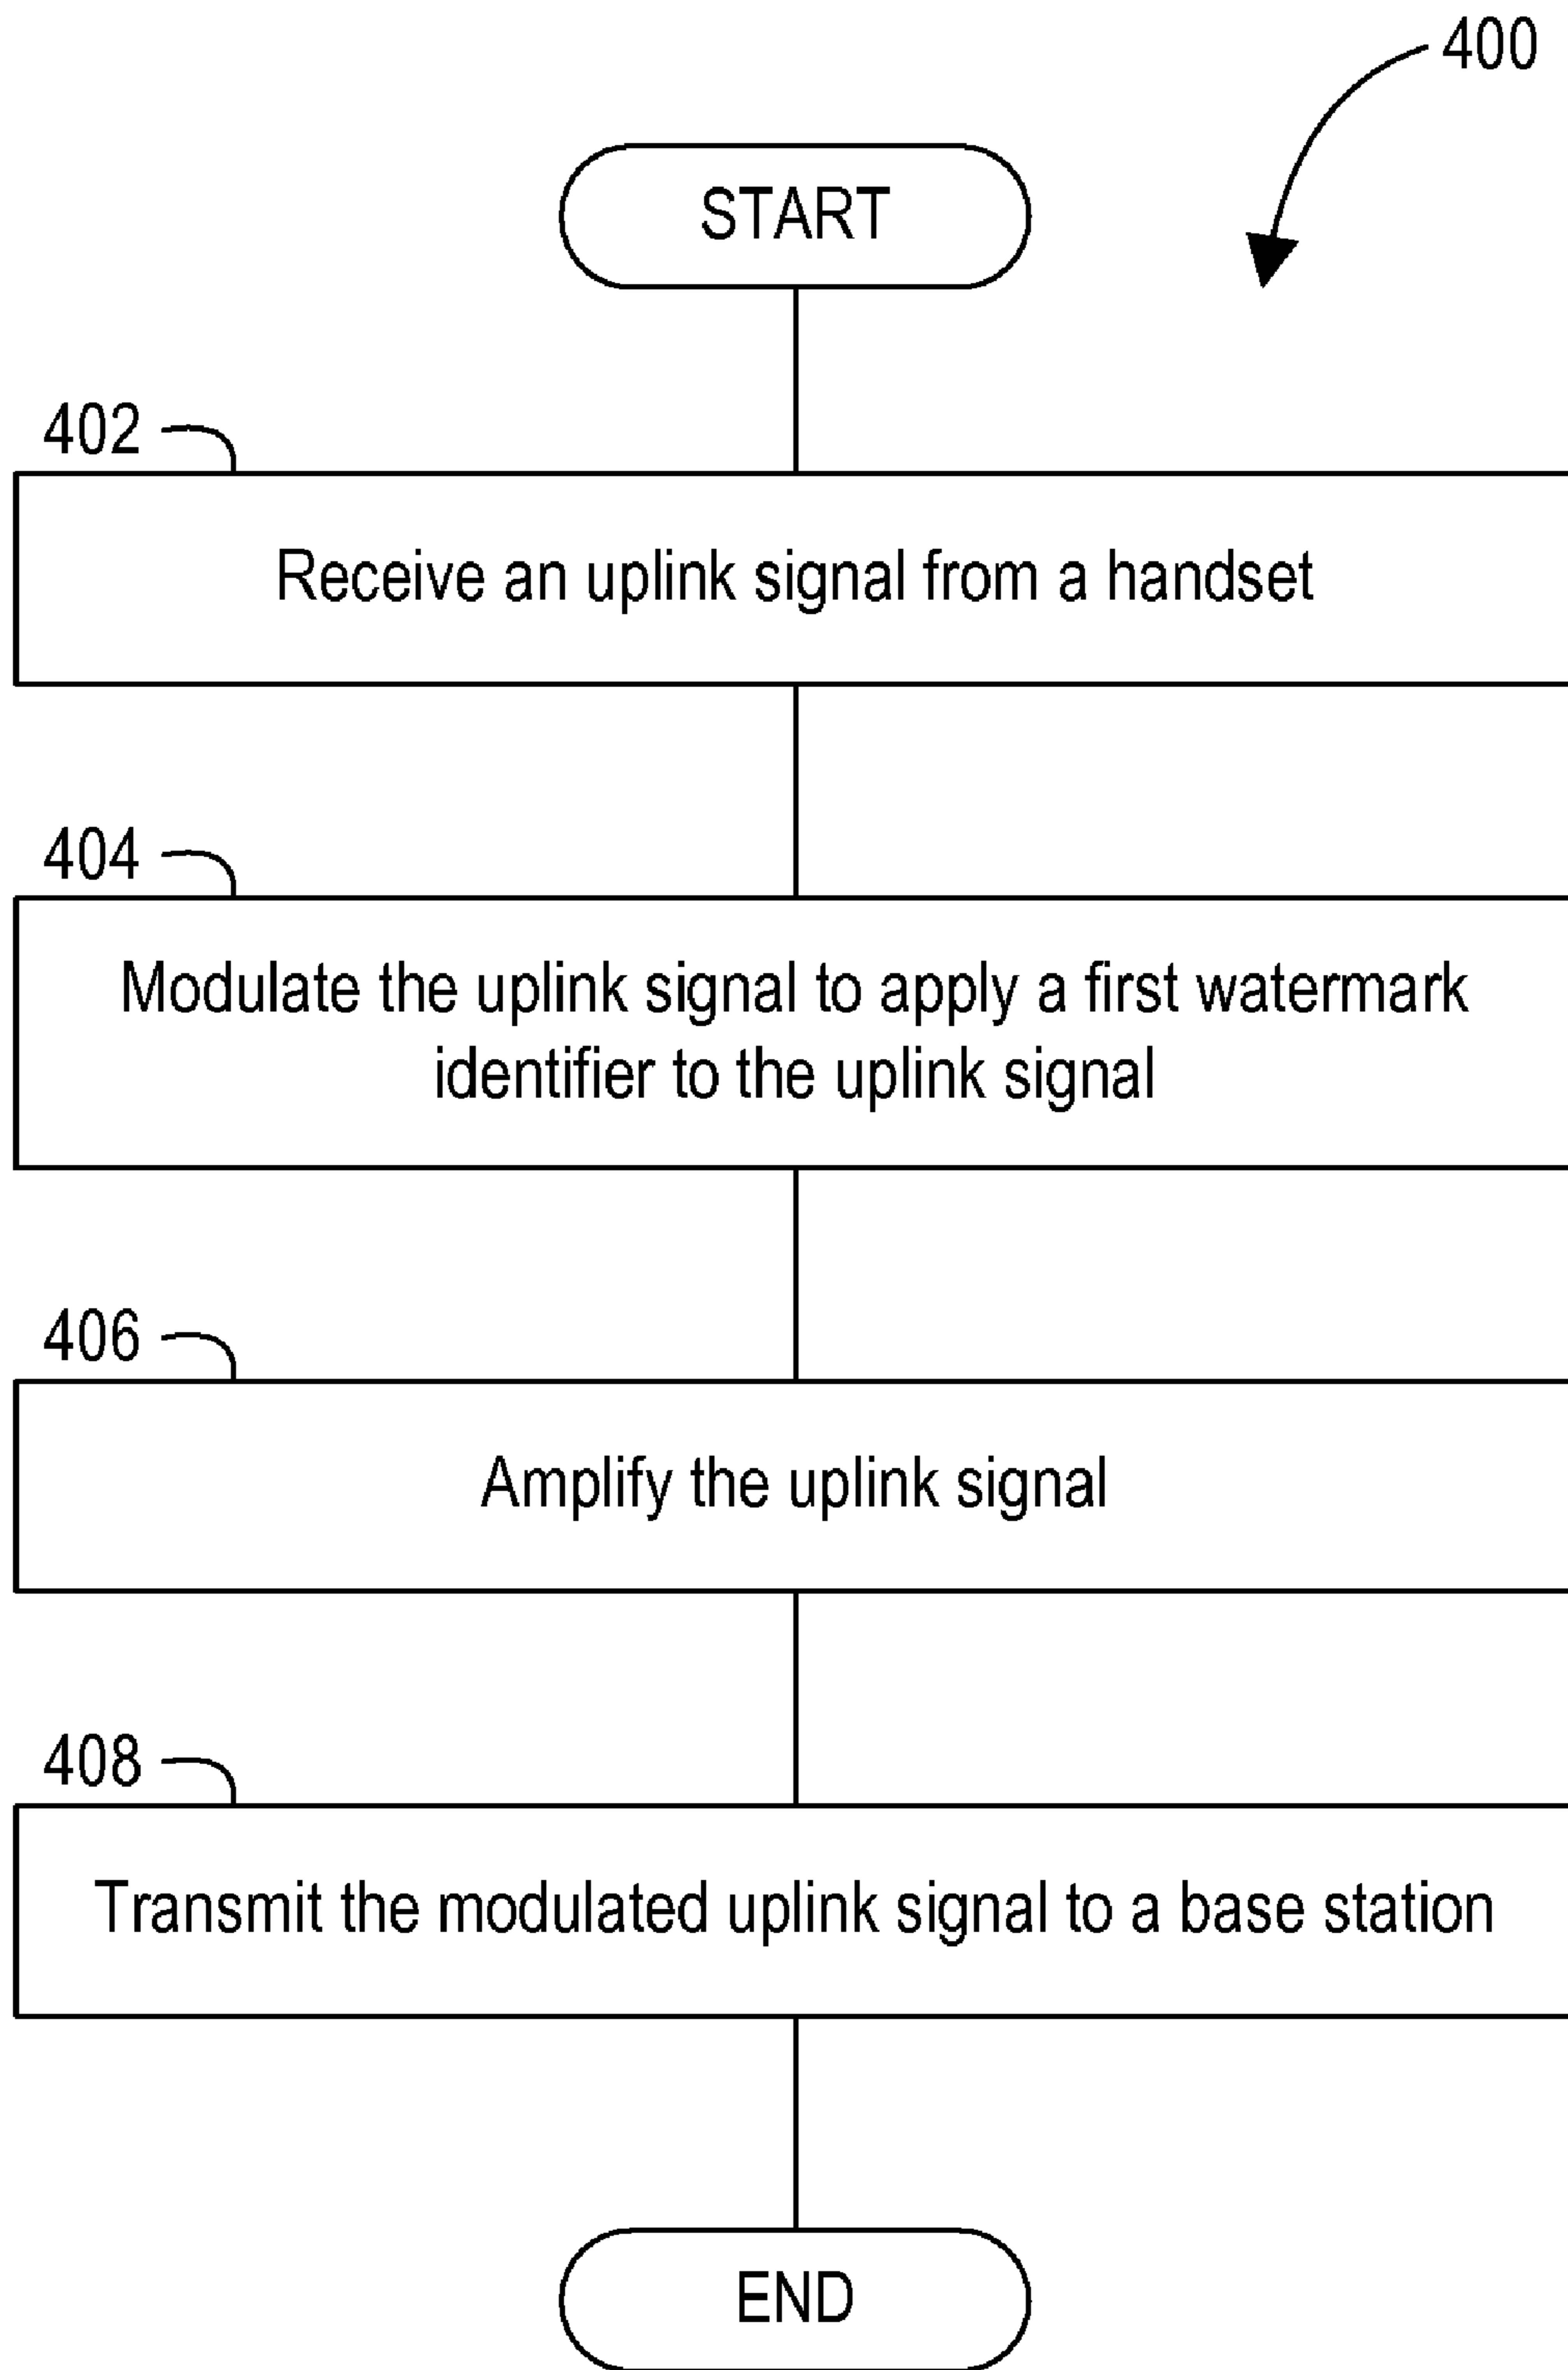 400
START
402
Receive an uplink signal from a handset
404
Modulate the uplink signal to apply a first watermark
identifier to the uplink signal
406
Amplify the uplink signal
408
Transmit the modulated uplink signal to a base station
END